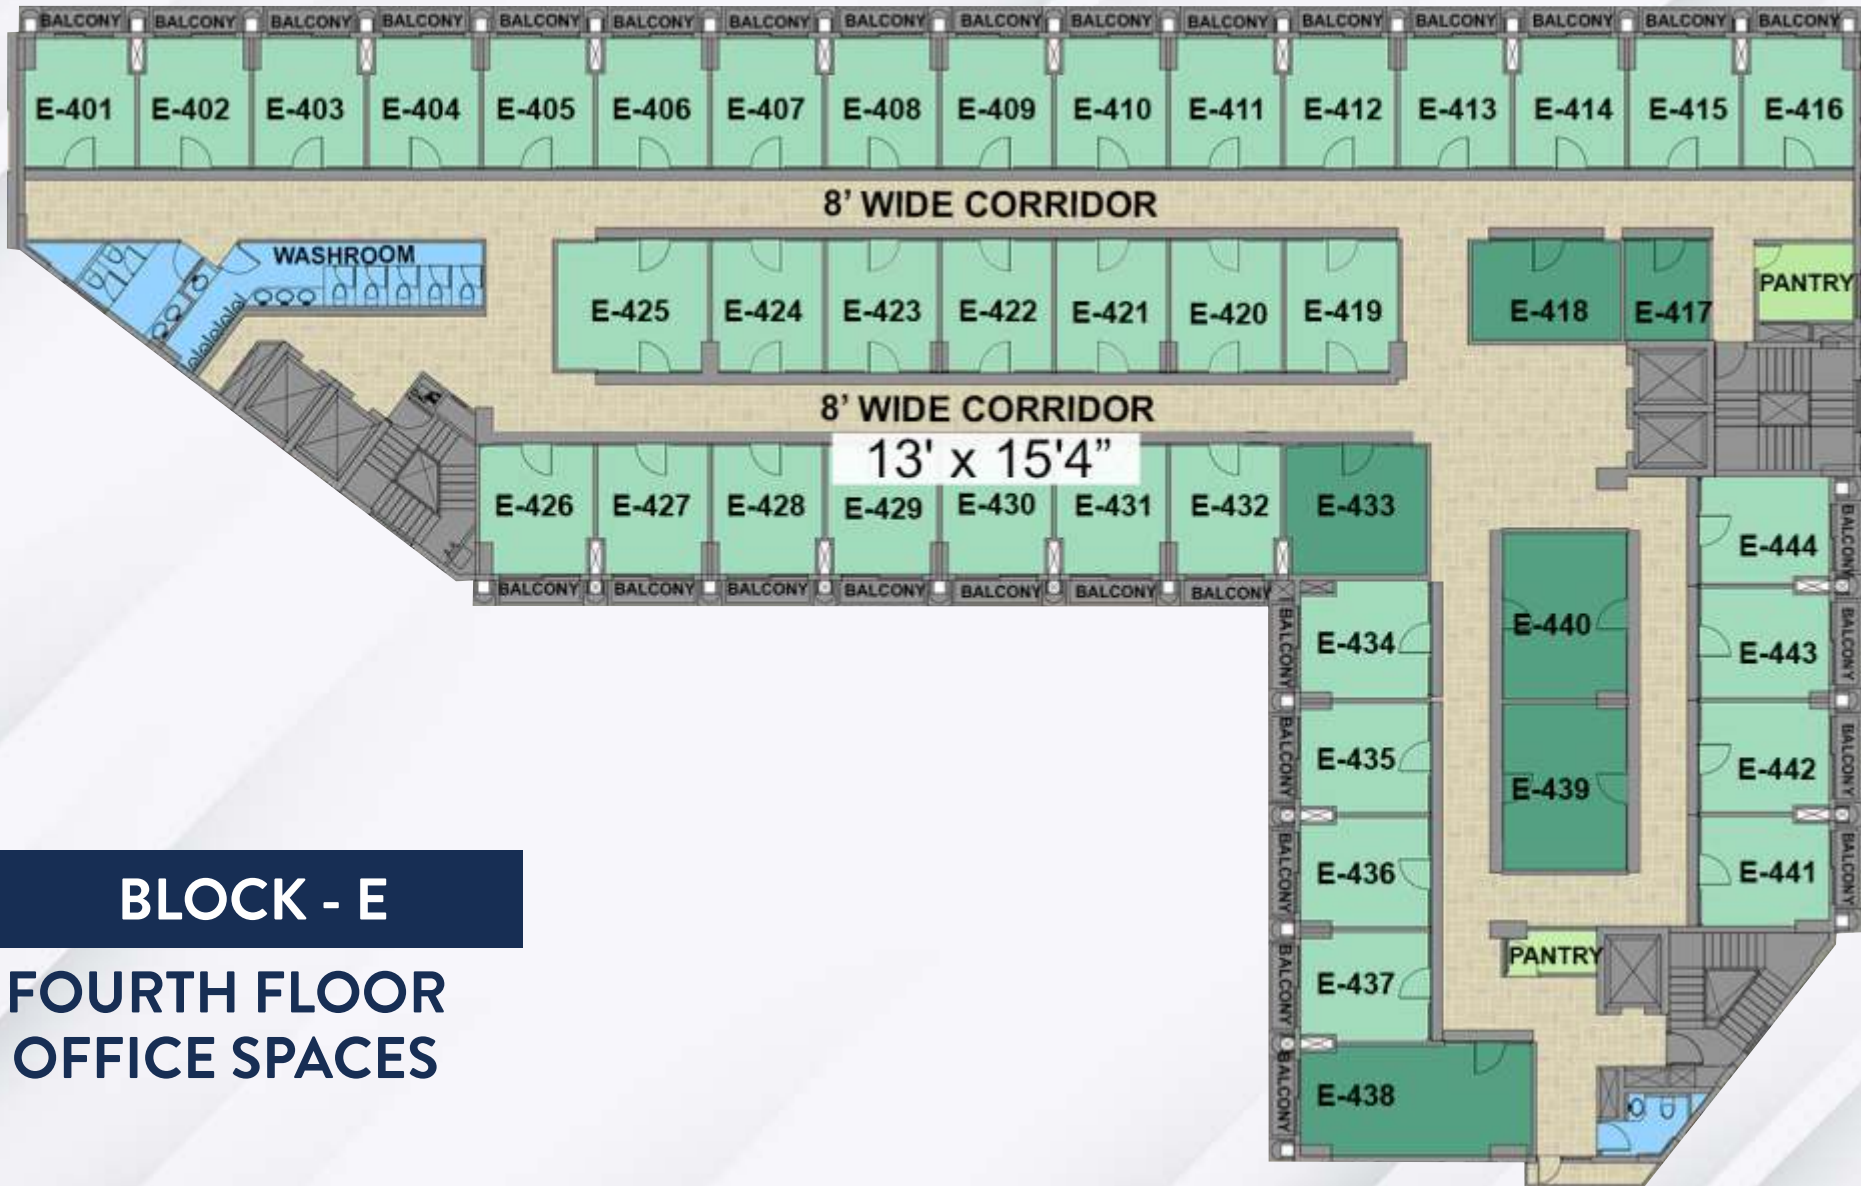 BALCONY BALCONY BALCONY BALCONY BALCONY BALCONY BALCONY BALCONY BALCONY BALCONY BALCONY BALCONY BALCONY BALCONY BALCONY BALCONY
E-401 E-402 E-403 E-404 E-405 E-406 E-407 E-408 E-409 E-410 E-411 E-412 E-413 E-414 E-415 E-416
8’ WIDE CORRIDOR
WASHROOM
PANTRY
E-425 E-424 E-423 E-422 E-421 E-420 E-419 E-418 E-417
8’ WIDE CORRIDOR
13' x 15'4”
E-426 E-427 E-428 E-429 E-430 E-431 E-432 E-433
BALCONY BALCONY BALCONY BALCONY BALCONY BALCONY BALCONY
E-444 BALCONY
BALCONY E-434 E-440 E-443 BALCONY
BALCONY E-435 E-439 E-442 BALCONY
BALCONY E-436 E-441 BALCONY
BALCONY E-437 PANTRY
BALCONY E-438
BLOCK - E
FOURTH FLOOR
OFFICE SPACES